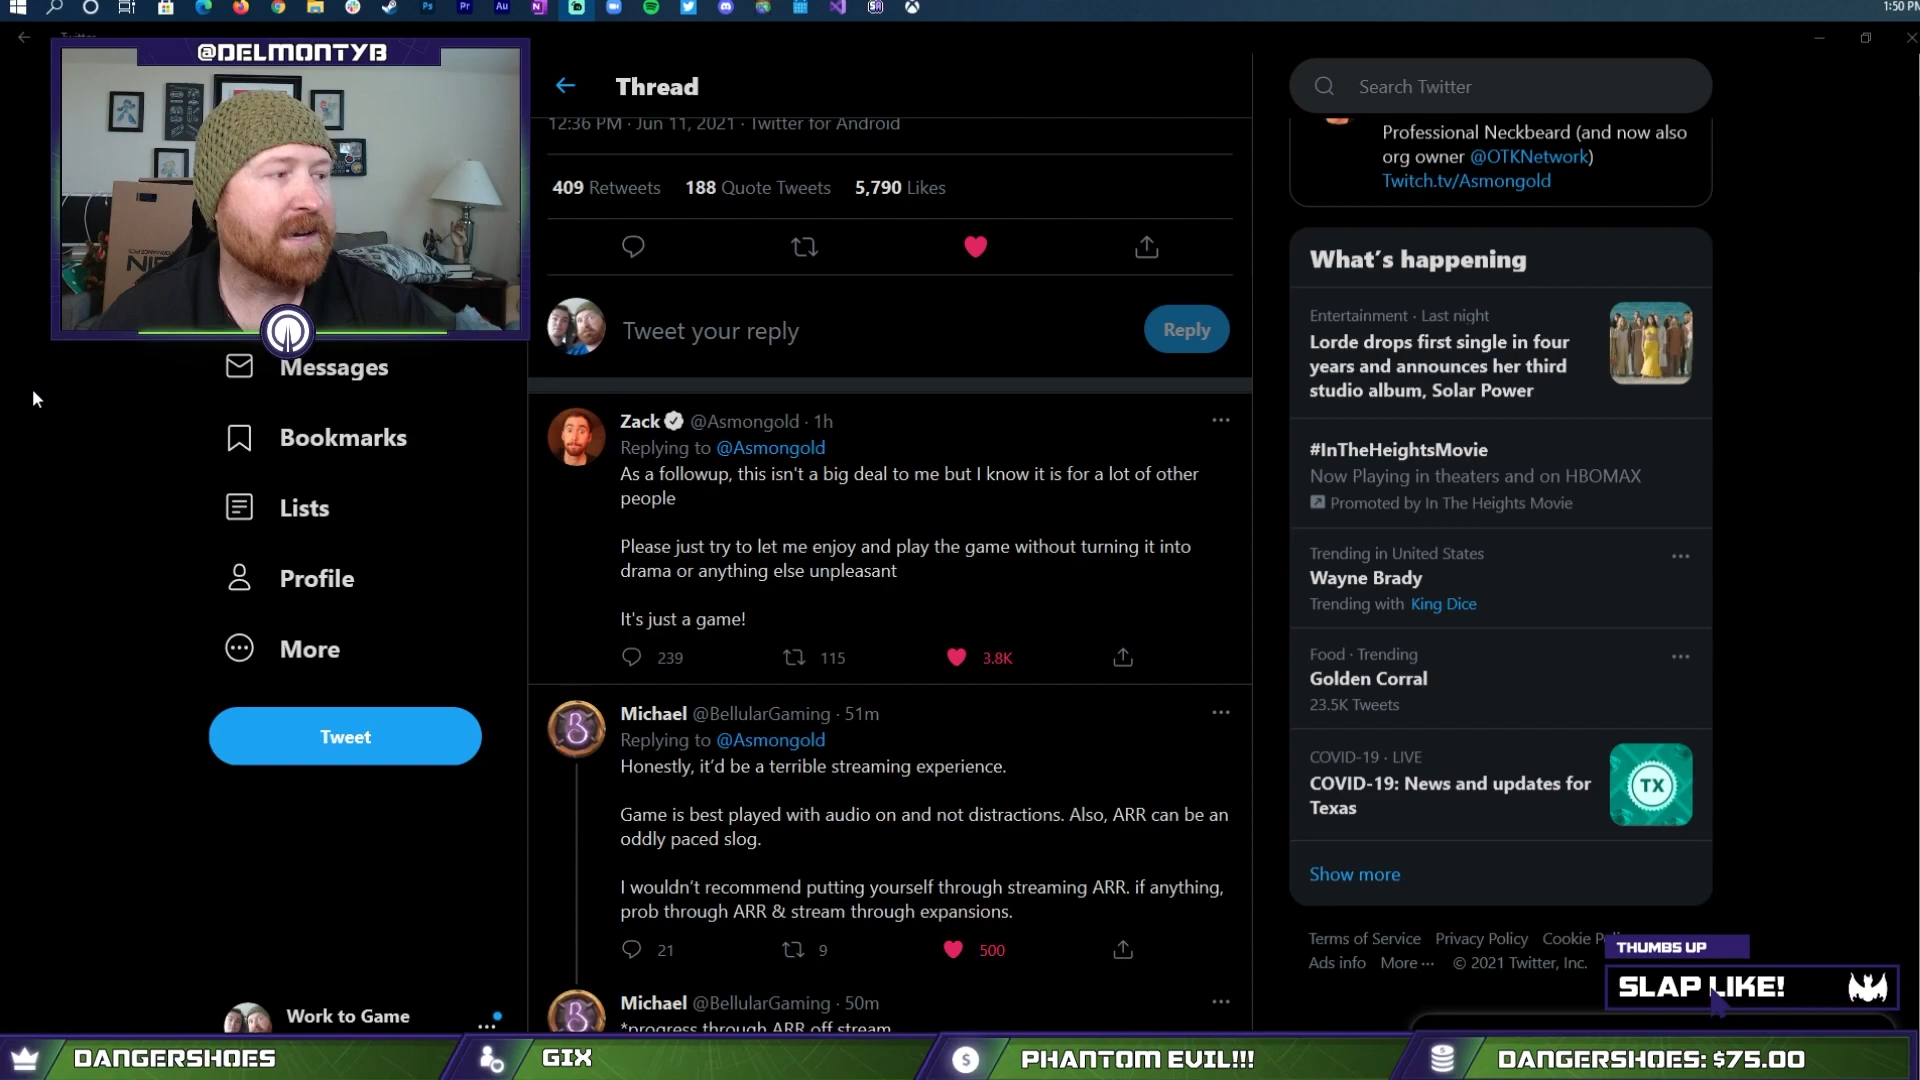 1:50 PM
@DELMONTYB
Thread
Search Twitter
12:36 PM · Jun 11, 2021 · Twitter for Android
409 Retweets 188 Quote Tweets 5,790 Likes
Tweet your reply
Reply
Messages
Bookmarks
Lists
Profile
More
Tweet
Work to Game
Zack @Asmongold · 1h
Replying to @Asmongold
As a followup, this isn't a big deal to me but I know it is for a lot of other
people
Please just try to let me enjoy and play the game without turning it into
drama or anything else unpleasant
It's just a game!
239 115 3.8K
Michael @BellularGaming · 51m
Replying to @Asmongold
Honestly, it'd be a terrible streaming experience.
Game is best played with audio on and not distractions. Also, ARR can be an
oddly paced slog.
I wouldn't recommend putting yourself through streaming ARR. if anything,
prob through ARR & stream through expansions.
21 9 500
Michael @BellularGaming · 50m
*progress through ARR off stream
Professional Neckbeard (and now also
org owner @OTKNetwork)
Twitch.tv/Asmongold
What's happening
Entertainment · Last night
Lorde drops first single in four
years and announces her third
studio album, Solar Power
#InTheHeightsMovie
Now Playing in theaters and on HBOMAX
Promoted by In The Heights Movie
Trending in United States
Wayne Brady
Trending with King Dice
Food · Trending
Golden Corral
23.5K Tweets
COVID-19 · LIVE
COVID-19: News and updates for
Texas
TX
Show more
Terms of Service Privacy Policy Cookie
Ads info More ··· © 2021 Twitter, Inc.
THUMBS UP
SLAP LIKE!
DANGERSHOES
GIX
PHANTOM EVIL!!!
DANGERSHOES: $75.00